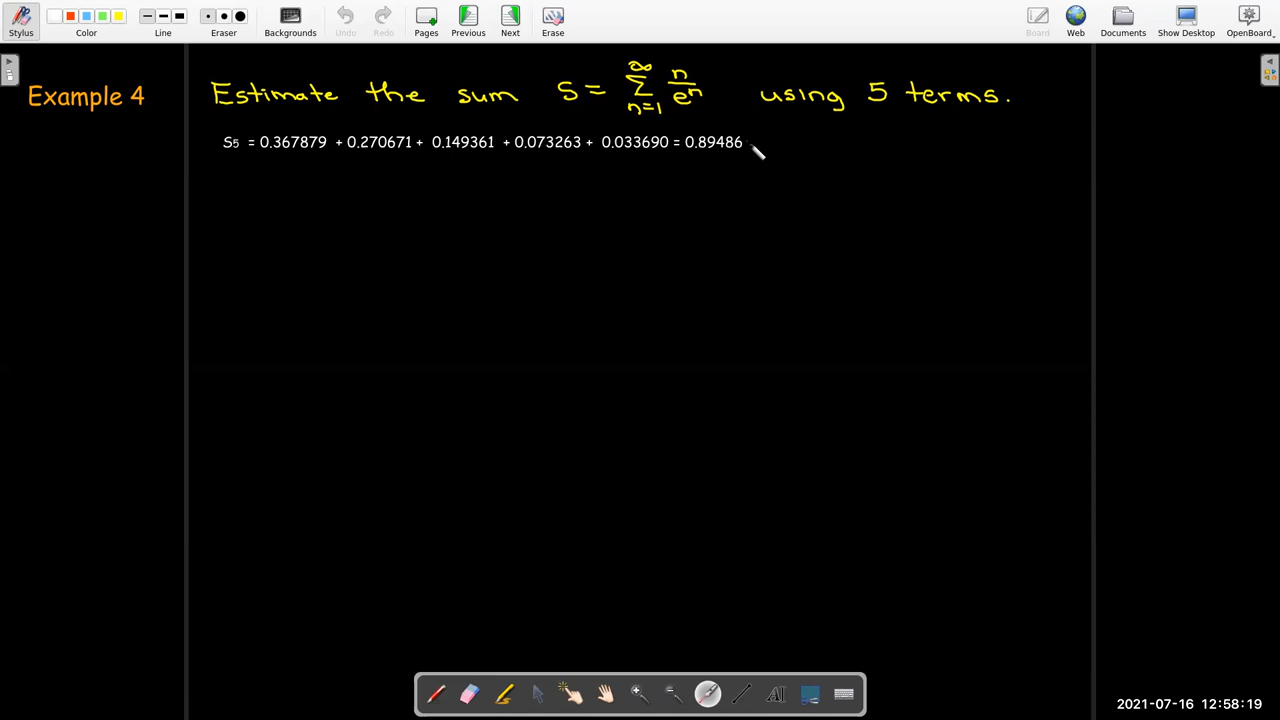 Stylus Color Line Eraser Backgrounds Undo Redo Pages Previous Next Erase Board Web Documents Show Desktop OpenBoard
Example 4 Estimate the sum S = ∑_{n=1}^{∞} n/e^n using 5 terms.
S5 = 0.367879 + 0.270671 + 0.149361 + 0.073263 + 0.033690 = 0.89486
AI
2021-07-16 12:58:19